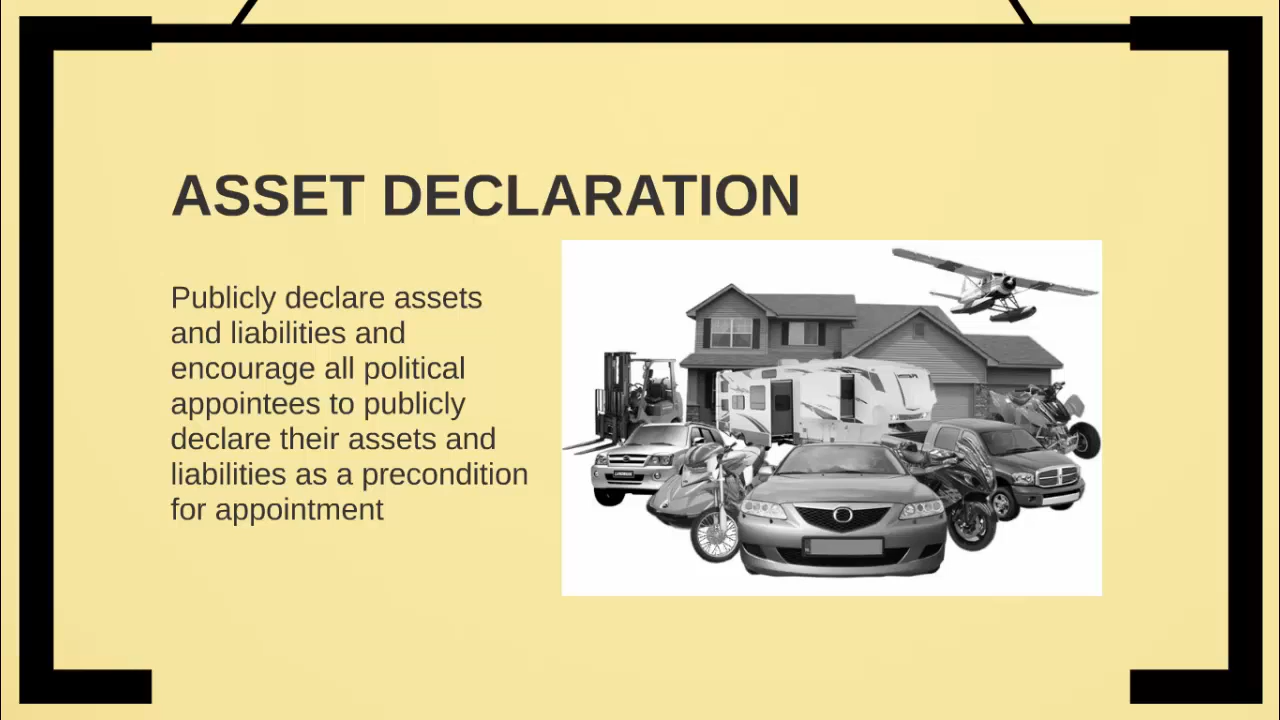 ASSET DECLARATION
Publicly declare assets
and liabilities and
encourage all political
appointees to publicly
declare their assets and
liabilities as a precondition
for appointment